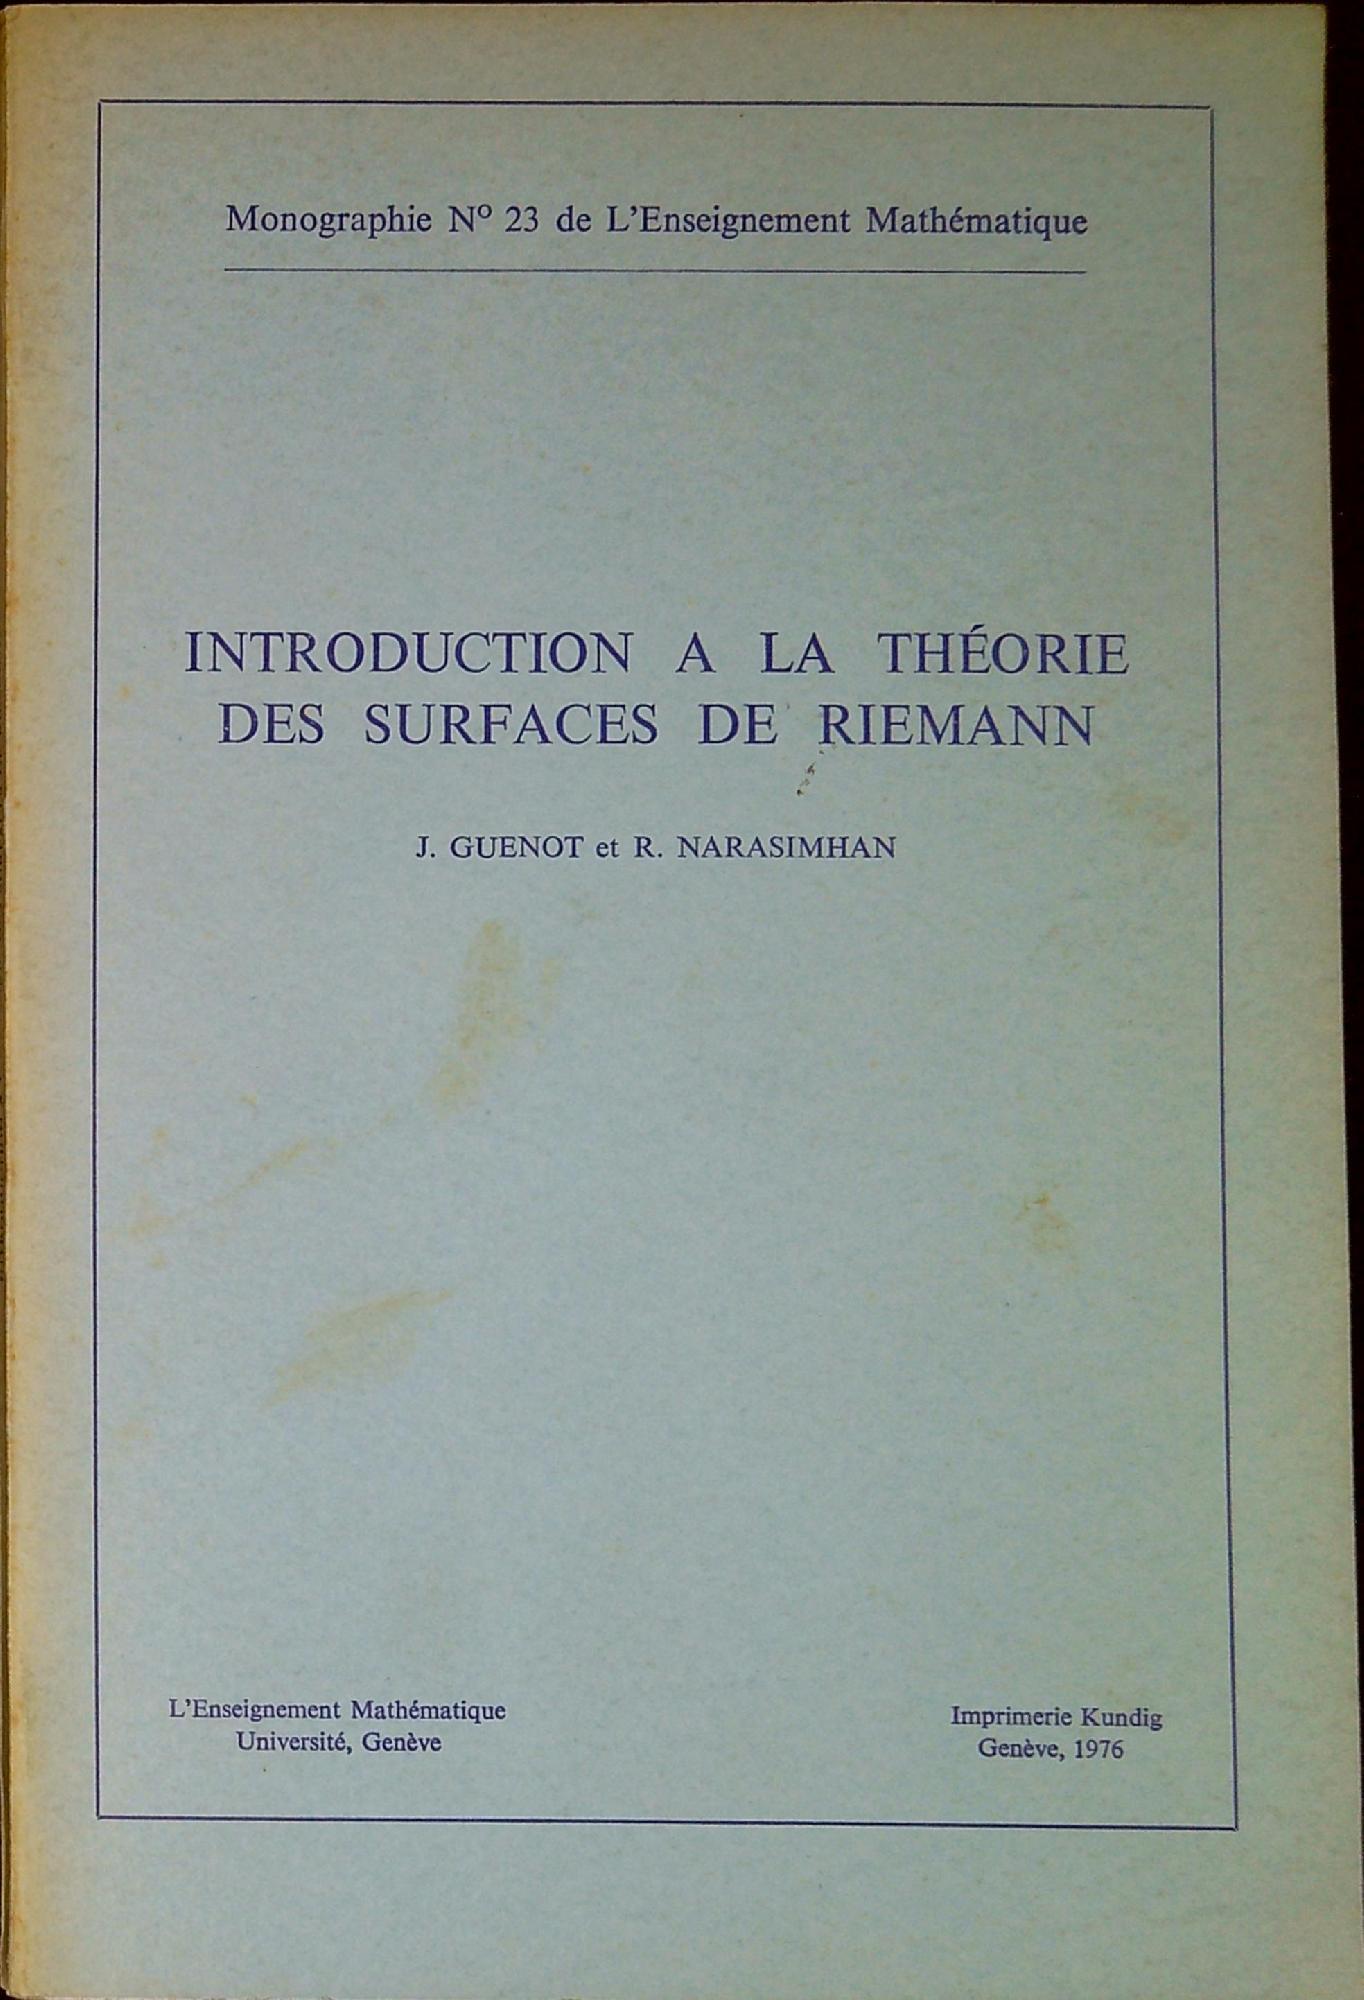 Monographie Nº 23 de L'Enseignement Mathématique
INTRODUCTION A LA THÉORIE
DES SURFACES DE RIEMANN
J. GUENOT et R. NARASIMHAN
L'Enseignement Mathématique
Université, Genève
Imprimerie Kundig
Genève, 1976